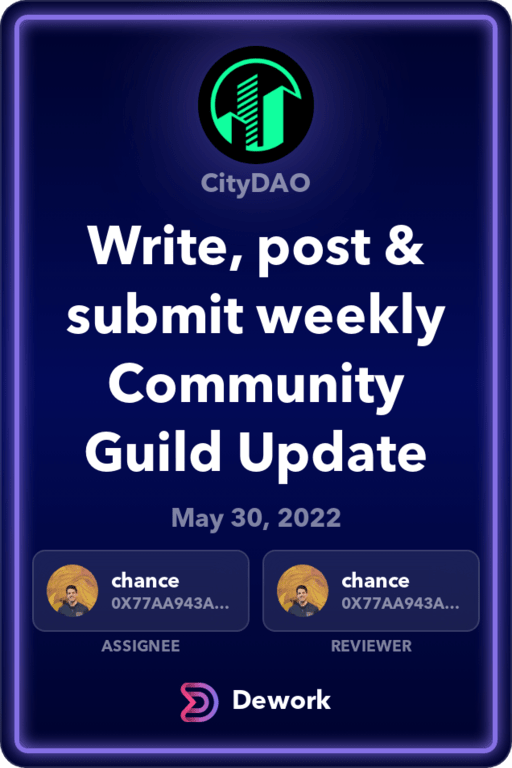 CityDAO
Write, post &
submit weekly
Community
Guild Update
May 30, 2022
chance
0X77AA943A...
chance
0X77AA943A...
ASSIGNEE
REVIEWER
Dework